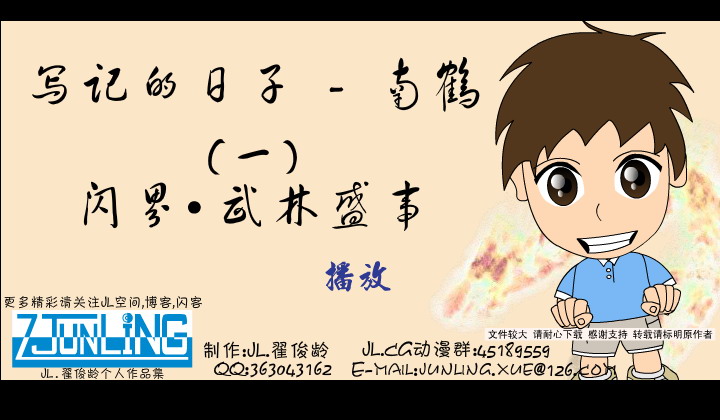 写记的日子 - 南鹤
(一)
闪界•武林盛事
播放
更多精彩请关注JL空间,博客,闪客
ZJUNLING
JL.翟俊龄个人作品集
文件较大 请耐心下载 感谢支持 转载请标明原作者
制作:JL.翟俊龄 JL.CG动漫群:45189559
QQ:363043162 E-MAIL:JUNLING.XUE@126.COM